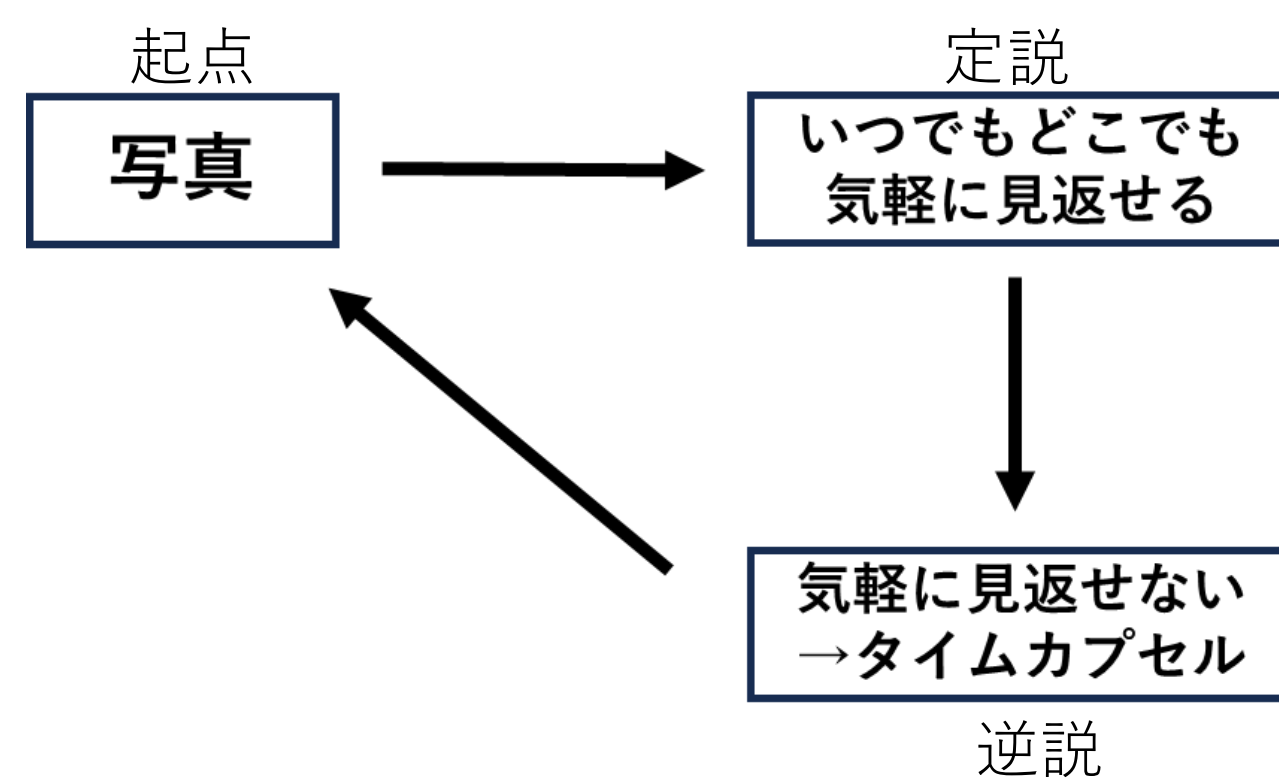 起点
写真
定説
いつでもどこでも
気軽に見返せる
気軽に見返せない
→タイムカプセル
逆説